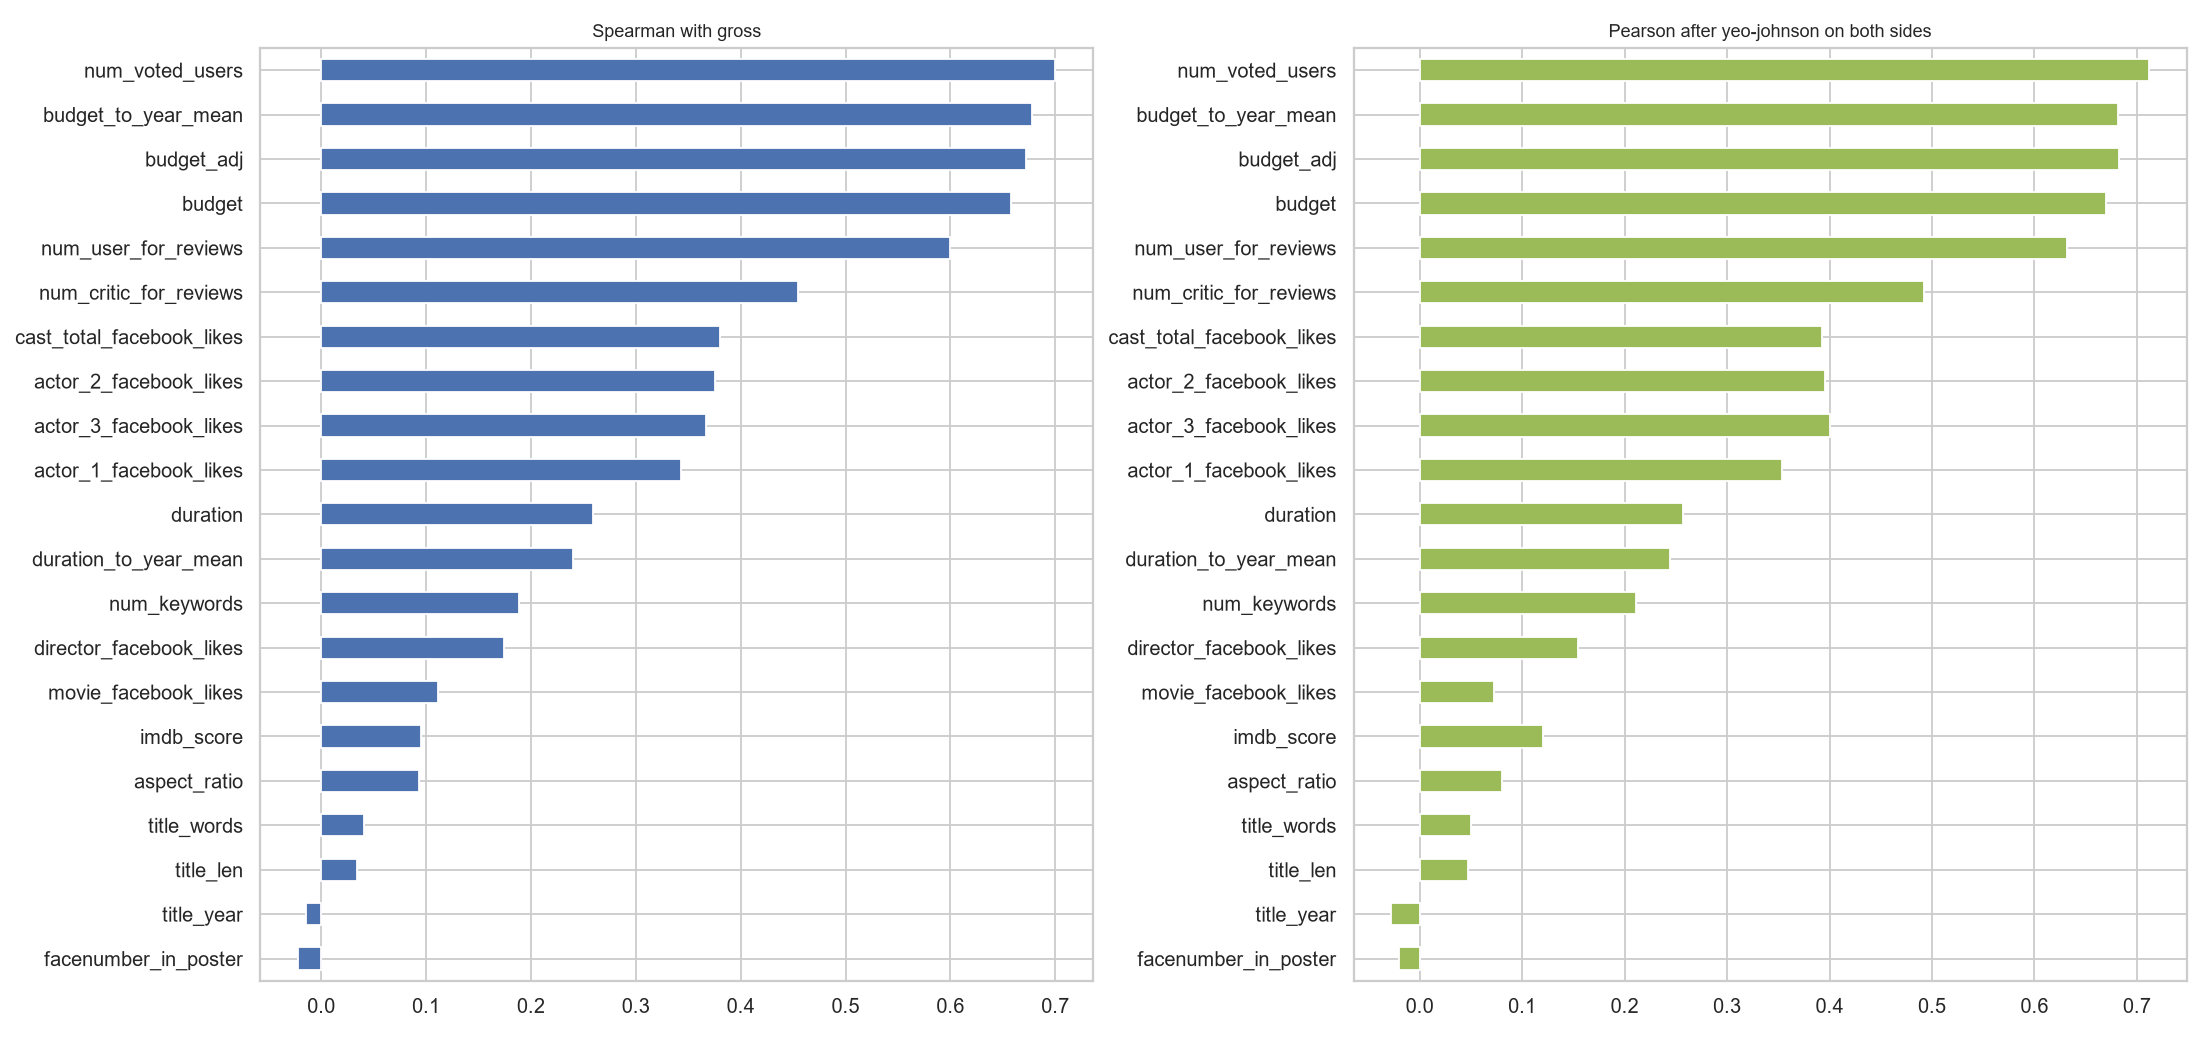 Spearman with gross
num_voted_users
budget_to_year_mean
budget_adj
budget
num_user_for_reviews
num_critic_for_reviews
cast_total_facebook_likes
actor_2_facebook_likes
actor_3_facebook_likes
actor_1_facebook_likes
duration
duration_to_year_mean
num_keywords
director_facebook_likes
movie_facebook_likes
imdb_score
aspect_ratio
title_words
title_len
title_year
facenumber_in_poster
0.0 0.1 0.2 0.3 0.4 0.5 0.6 0.7
Pearson after yeo-johnson on both sides
num_voted_users
budget_to_year_mean
budget_adj
budget
num_user_for_reviews
num_critic_for_reviews
cast_total_facebook_likes
actor_2_facebook_likes
actor_3_facebook_likes
actor_1_facebook_likes
duration
duration_to_year_mean
num_keywords
director_facebook_likes
movie_facebook_likes
imdb_score
aspect_ratio
title_words
title_len
title_year
facenumber_in_poster
0.0 0.1 0.2 0.3 0.4 0.5 0.6 0.7